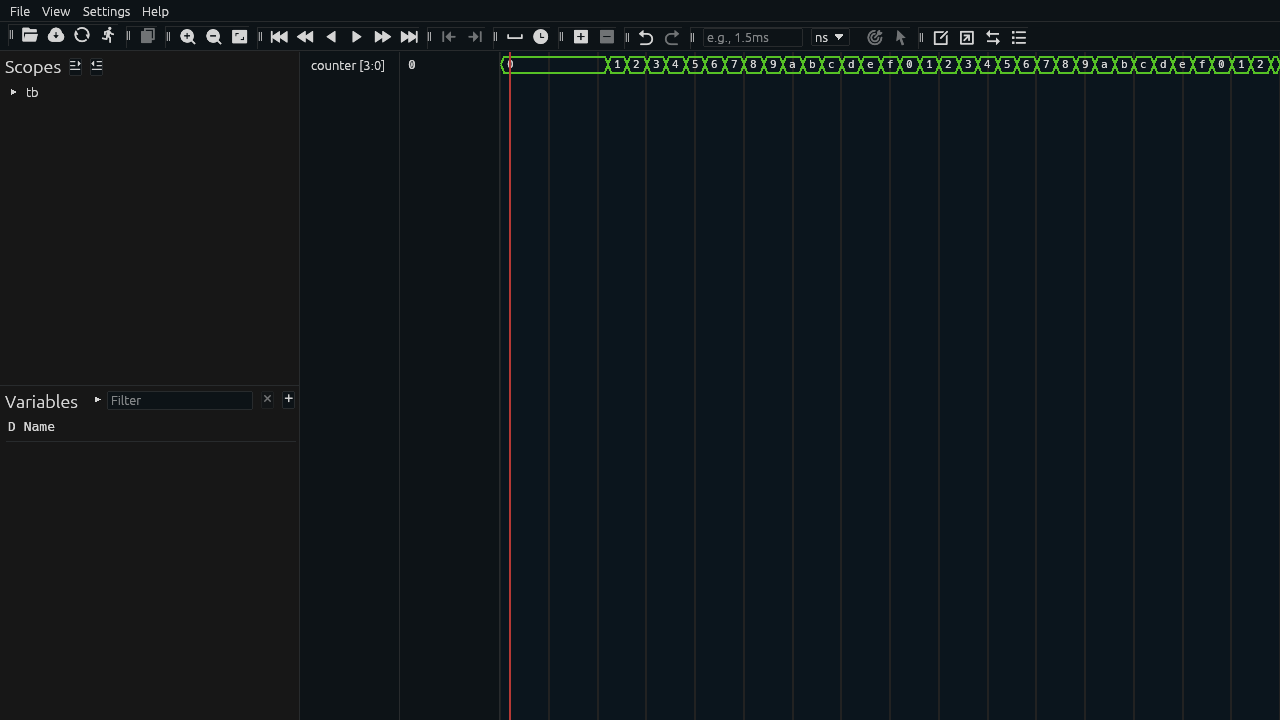 File View Settings Help
e.g., 1.5ms ns
Scopes
tb
counter [3:0] 0
0 1 2 3 4 5 6 7 8 9 a b c d e f 0 1 2 3 4 5 6 7 8 9 a b c d e f 0 1 2
Variables Filter
D Name